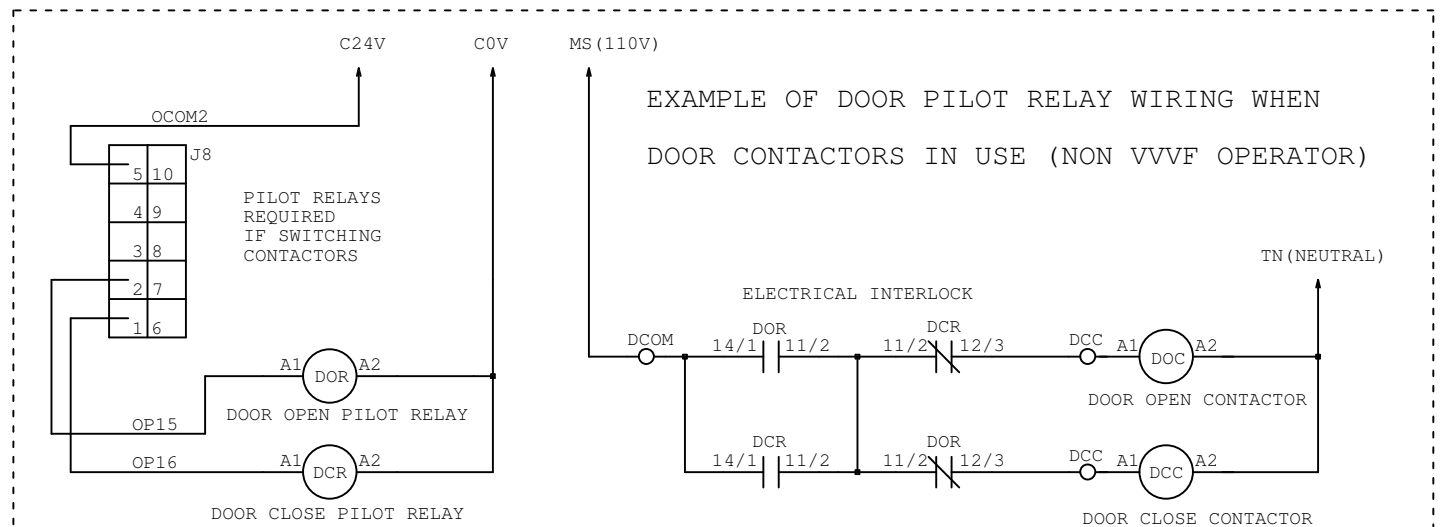 C24V
C0V
MS(110V)
EXAMPLE OF DOOR PILOT RELAY WIRING WHEN
DOOR CONTACTORS IN USE (NON VVVF OPERATOR)
OCOM2
J8
5 10
4 9
3 8
2 7
1 6
PILOT RELAYS
REQUIRED
IF SWITCHING
CONTACTORS
A1 DOR A2
DOOR OPEN PILOT RELAY
OP15
OP16
A1 DCR A2
DOOR CLOSE PILOT RELAY
TN(NEUTRAL)
ELECTRICAL INTERLOCK
DCOM
DOR
14/1 11/2
DCR
11/2 12/3
DCC
A1 DOC A2
DOOR OPEN CONTACTOR
DCR
14/1 11/2
DOR
11/2 12/3
DCC
A1 DCC A2
DOOR CLOSE CONTACTOR